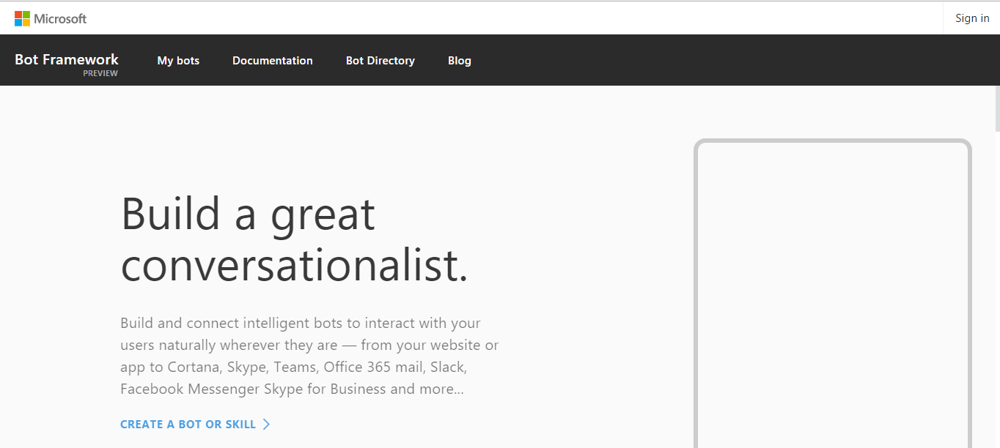 Microsoft
Sign in
Bot Framework
PREVIEW
My bots
Documentation
Bot Directory
Blog
Build a great
conversationalist.
Build and connect intelligent bots to interact with your
users naturally wherever they are — from your website or
app to Cortana, Skype, Teams, Office 365 mail, Slack,
Facebook Messenger Skype for Business and more...
CREATE A BOT OR SKILL